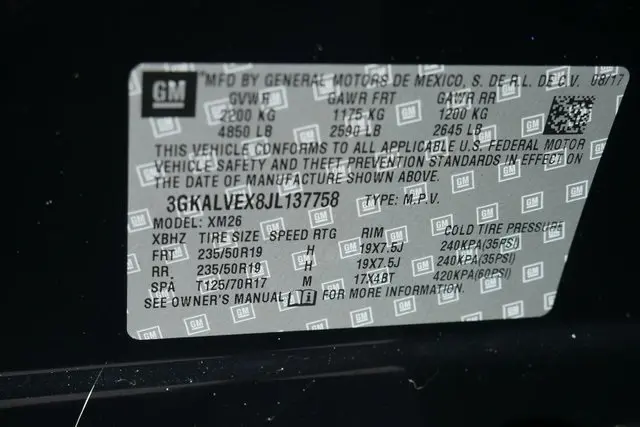 GM
MFD BY GENERAL MOTORS DE MEXICO, S. DE R.L. DE C.V. 08/17
GVWR GAWR FRT GAWR RR
2200 KG 1175 KG 1200 KG
4850 LB 2590 LB 2645 LB
THIS VEHICLE CONFORMS TO ALL APPLICABLE U.S. FEDERAL MOTOR
VEHICLE SAFETY AND THEFT PREVENTION STANDARDS IN EFFECT ON
THE DATE OF MANUFACTURE SHOWN ABOVE.
3GKALVEX8JL137758 TYPE: M.P.V.
MODEL: XM26
XBHZ TIRE SIZE SPEED RTG RIM COLD TIRE PRESSURE
FRT 235/50R19 H 19X7.5J 240KPA(35PSI)
RR 235/50R19 H 19X7.5J 240KPA(35PSI)
SPA T125/70R17 M 17X4BT 420KPA(60PSI)
SEE OWNER'S MANUAL FOR MORE INFORMATION.